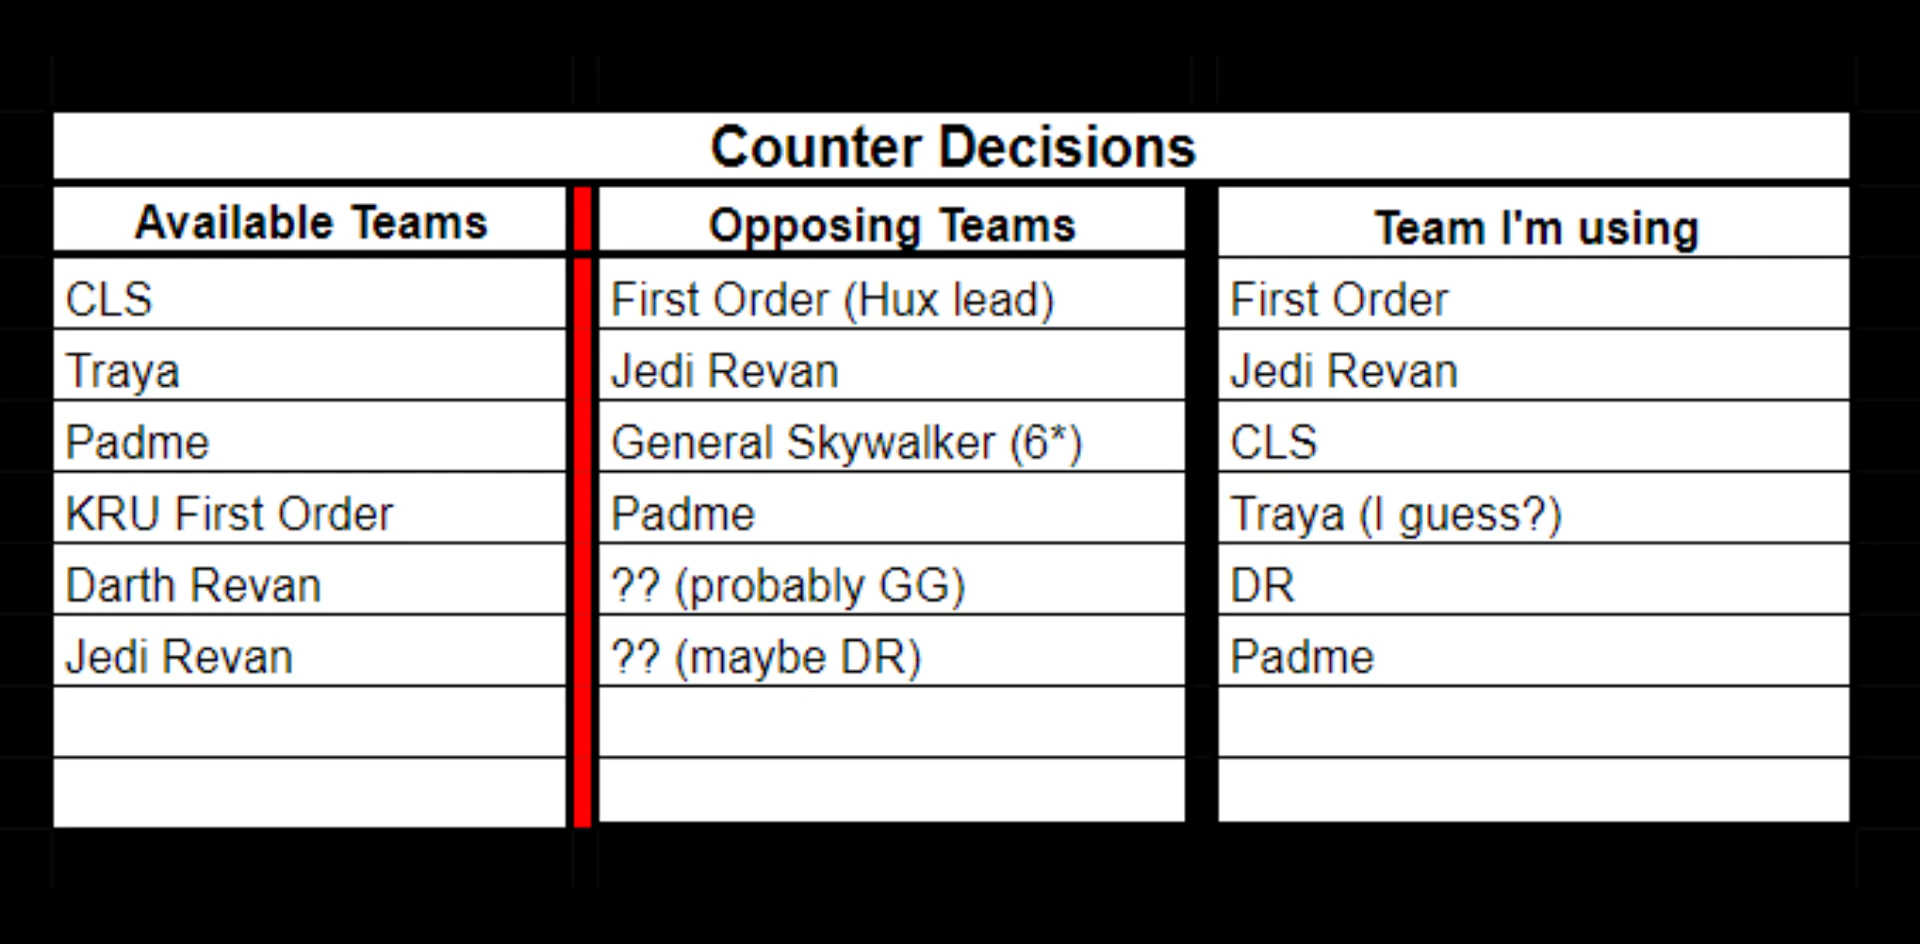 Counter Decisions
Available Teams Opposing Teams Team I'm using
CLS First Order (Hux lead) First Order
Traya Jedi Revan Jedi Revan
Padme General Skywalker (6*) CLS
KRU First Order Padme Traya (I guess?)
Darth Revan ?? (probably GG) DR
Jedi Revan ?? (maybe DR) Padme